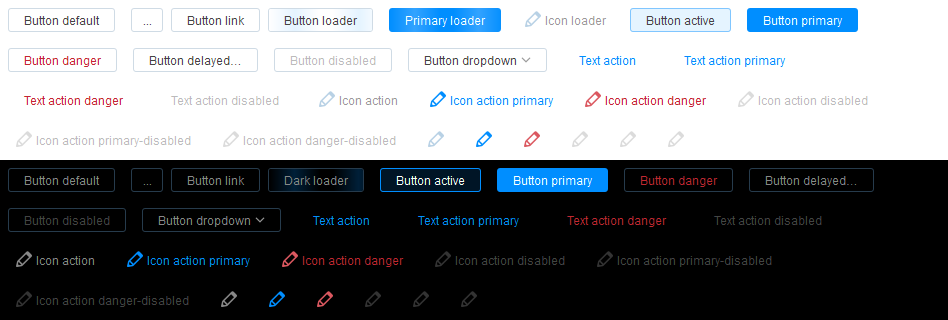 Button default ... Button link Button loader Primary loader Icon loader Button active Button primary
Button danger Button delayed... Button disabled Button dropdown Text action Text action primary
Text action danger Text action disabled Icon action Icon action primary Icon action danger Icon action disabled
Icon action primary-disabled Icon action danger-disabled
Button default ... Button link Dark loader Button active Button primary Button danger Button delayed...
Button disabled Button dropdown Text action Text action primary Text action danger Text action disabled
Icon action Icon action primary Icon action danger Icon action disabled Icon action primary-disabled
Icon action danger-disabled